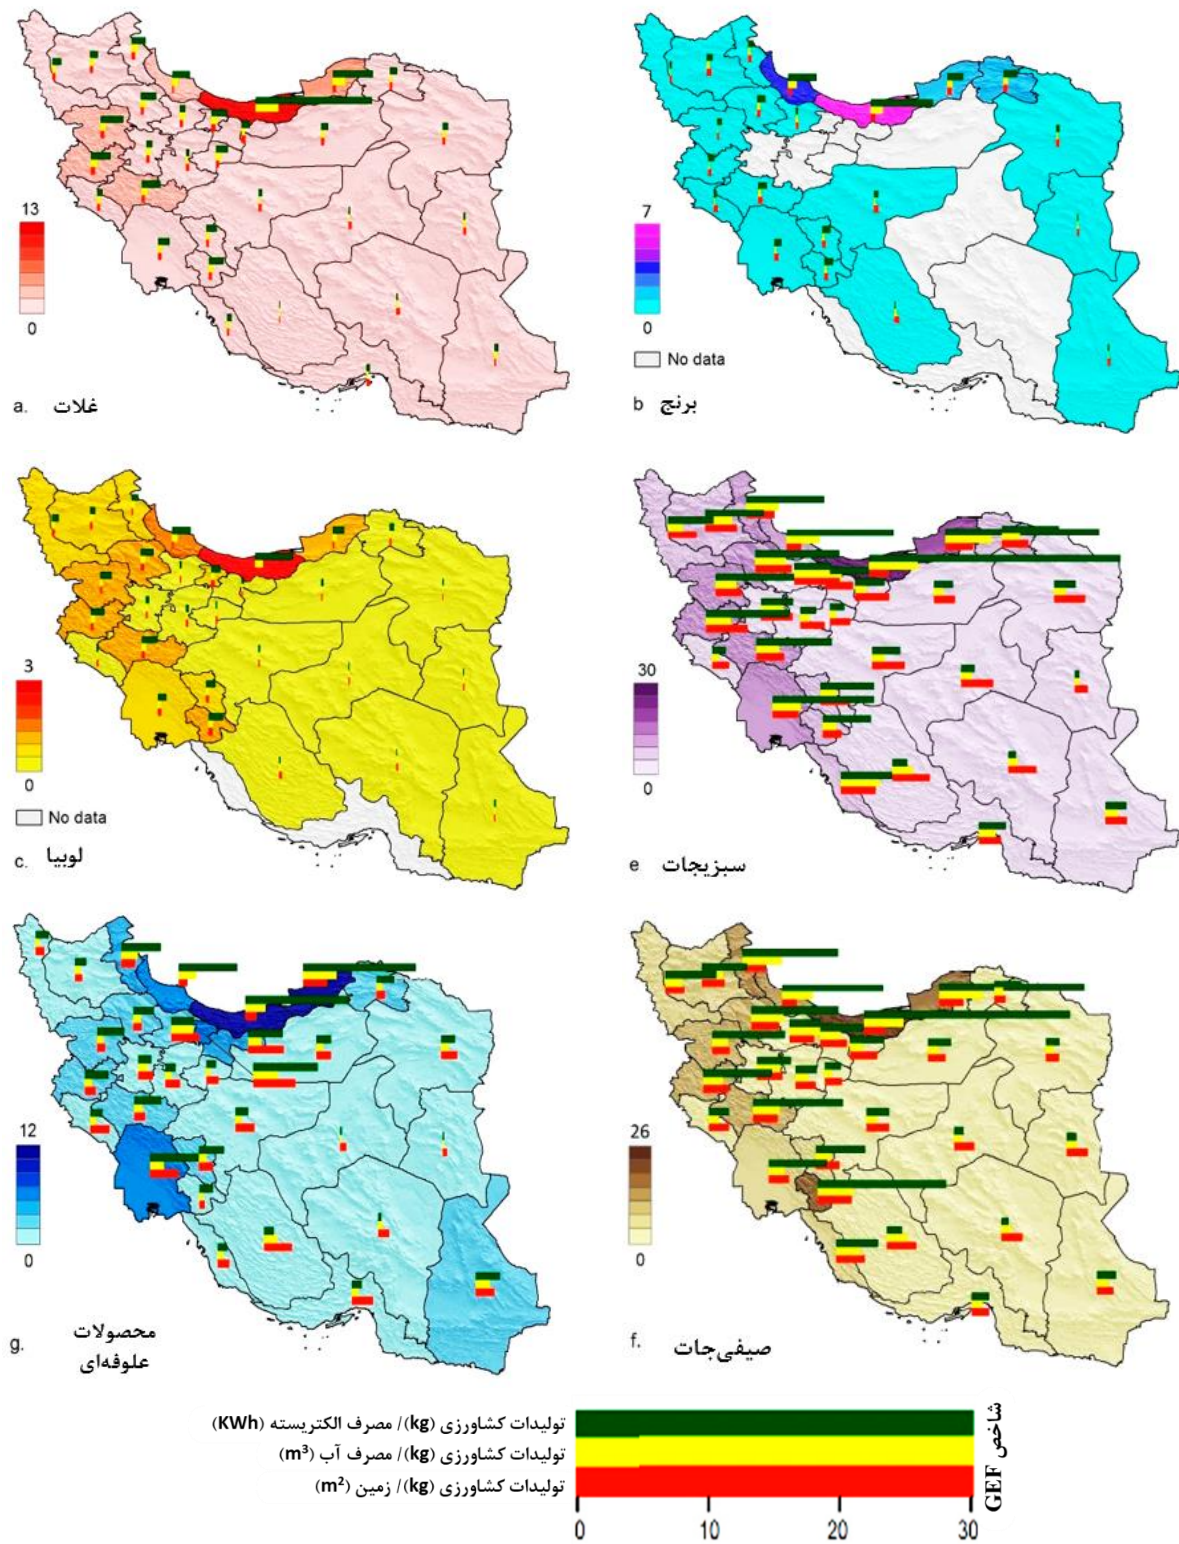 13
0
a. غلات
7
0
No data
b برنج
3
0
No data
c. لوبیا
30
0
e سبزیجات
12
0
g. محصولات
علوفه‌ای
26
0
f. صیفی‌جات
تولیدات کشاورزی (kg)/ مصرف الکتریسته (KWh)
تولیدات کشاورزی (kg)/ مصرف آب (m³)
تولیدات کشاورزی (kg)/ زمین (m²)
شاخص GEF
0 10 20 30